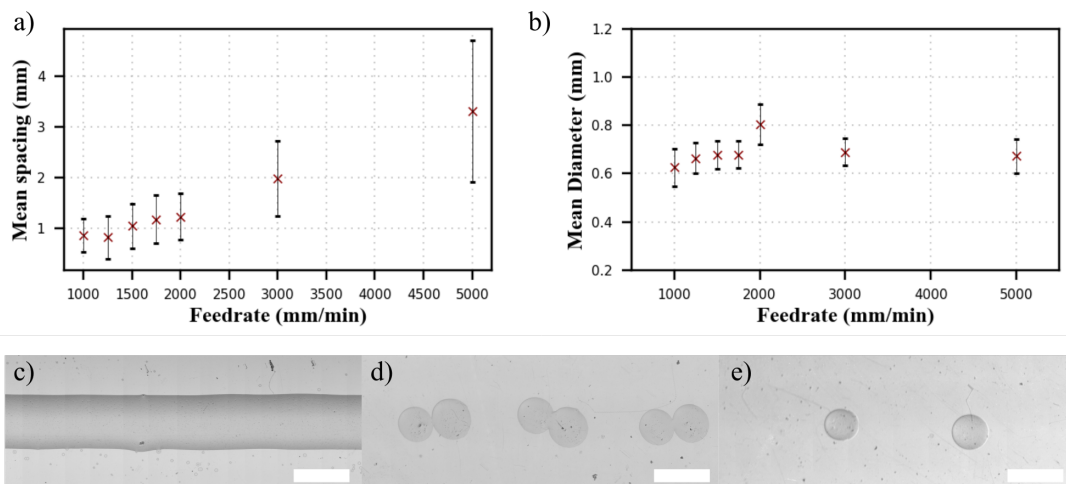 a)
Mean spacing (mm)
4
3
2
1
1000 1500 2000 2500 3000 3500 4000 4500 5000
Feedrate (mm/min)
b)
Mean Diameter (mm)
1.2
1.0
0.8
0.6
0.4
0.2
1000 2000 3000 4000 5000
Feedrate (mm/min)
c)
d)
e)